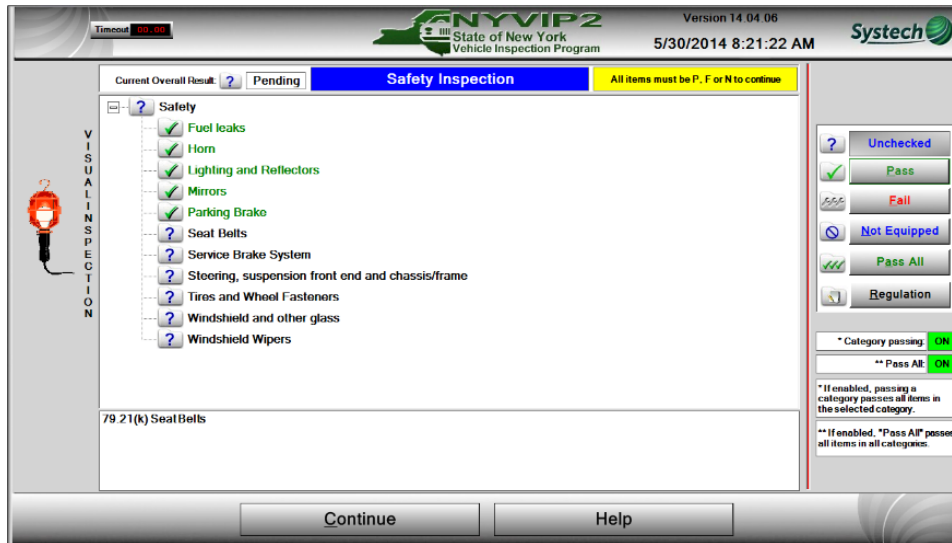 Timeout 00.00
NYVIP2
State of New York
Vehicle Inspection Program
Version 14.04.06
5/30/2014 8:21:22 AM
Systech
Current Overall Result: ? Pending
Safety Inspection
All items must be P, F or N to continue
VISUAL INSPECTION
? Safety
Fuel leaks
Horn
Lighting and Reflectors
Mirrors
Parking Brake
? Seat Belts
? Service Brake System
? Steering, suspension front end and chassis/frame
? Tires and Wheel Fasteners
? Windshield and other glass
? Windshield Wipers
79.21(k) Seat Belts
? Unchecked
Pass
Fail
Not Equipped
Pass All
Regulation
* Category passing: ON
** Pass All: ON
* If enabled, passing a
category passes all items in
the selected category.
** If enabled, "Pass All" passes
all items in all categories.
Continue
Help